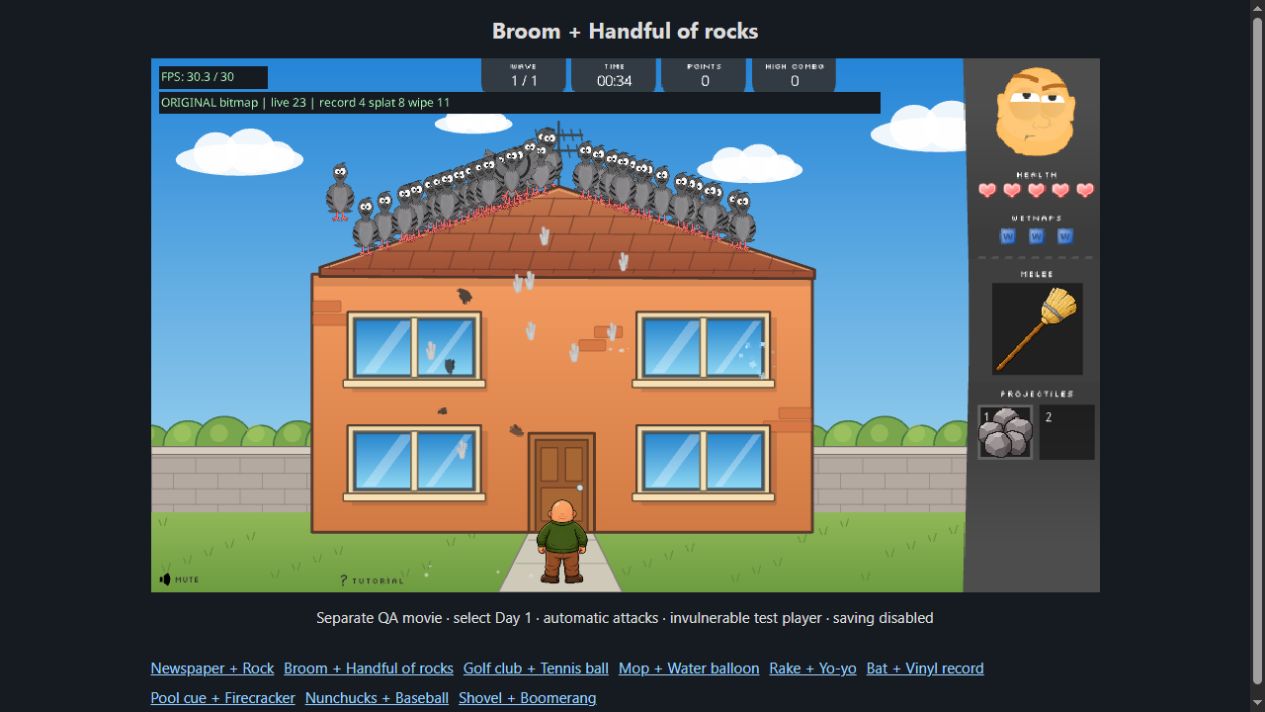 Broom + Handful of rocks
FPS: 30.3 / 30
WAVE
1 / 1
TIME
00:34
POINTS
0
HIGH COMBO
0
ORIGINAL bitmap | live 23 | record 4 splat 8 wipe 11
HEALTH
WETNAPS
W W W
MELEE
PROJECTILES
1 2
MUTE
? TUTORIAL
Separate QA movie · select Day 1 · automatic attacks · invulnerable test player · saving disabled
Newspaper + Rock Broom + Handful of rocks Golf club + Tennis ball Mop + Water balloon Rake + Yo-yo Bat + Vinyl record
Pool cue + Firecracker Nunchucks + Baseball Shovel + Boomerang